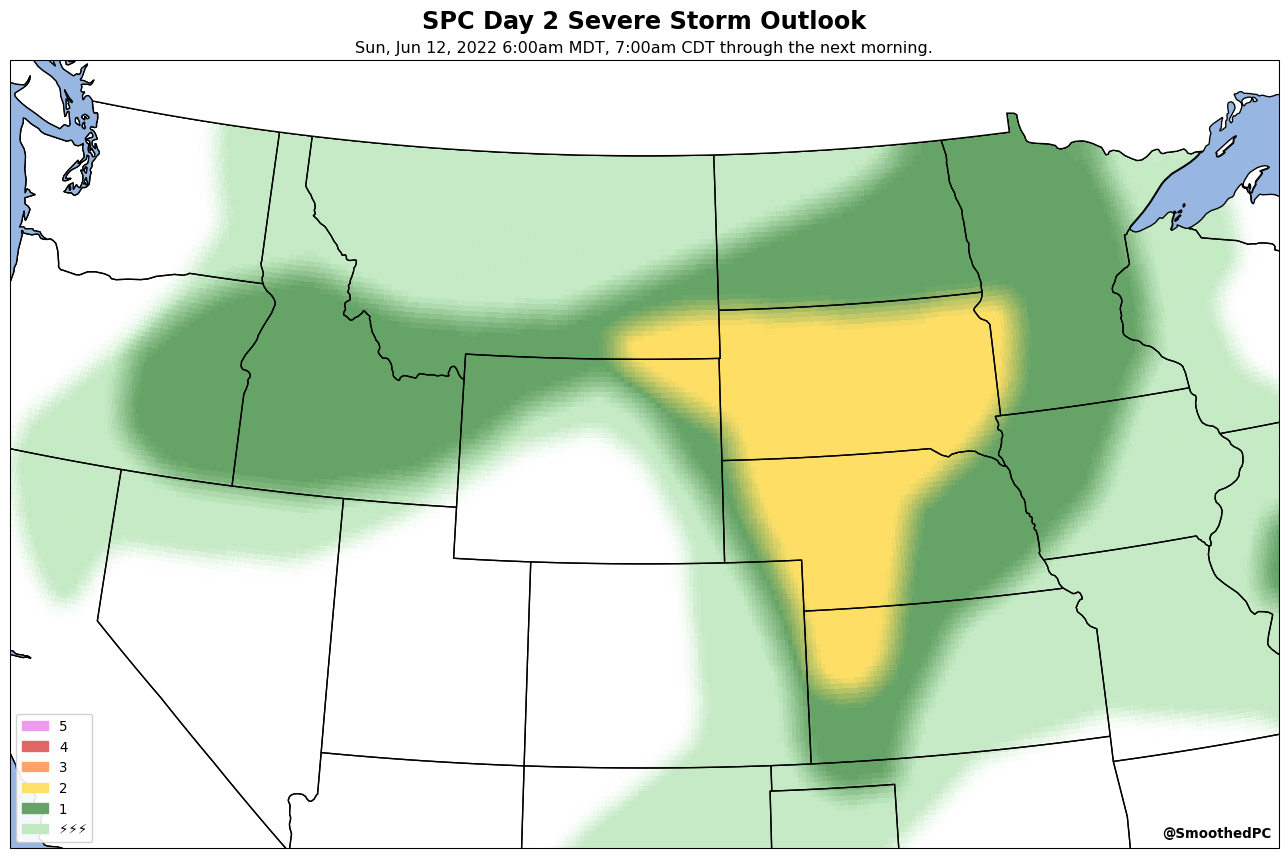 SPC Day 2 Severe Storm Outlook
Sun, Jun 12, 2022 6:00am MDT, 7:00am CDT through the next morning.
5
4
3
2
1
⚡⚡⚡
@SmoothedPC